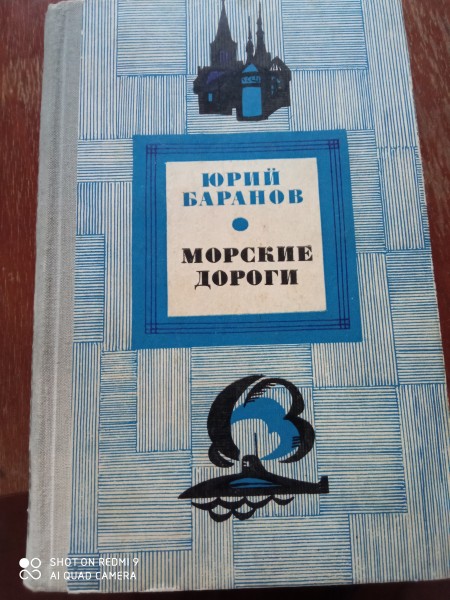 ЮРИЙ
БАРАНОВ
МОРСКИЕ
ДОРОГИ
SHOT ON REDMI 9
AI QUAD CAMERA